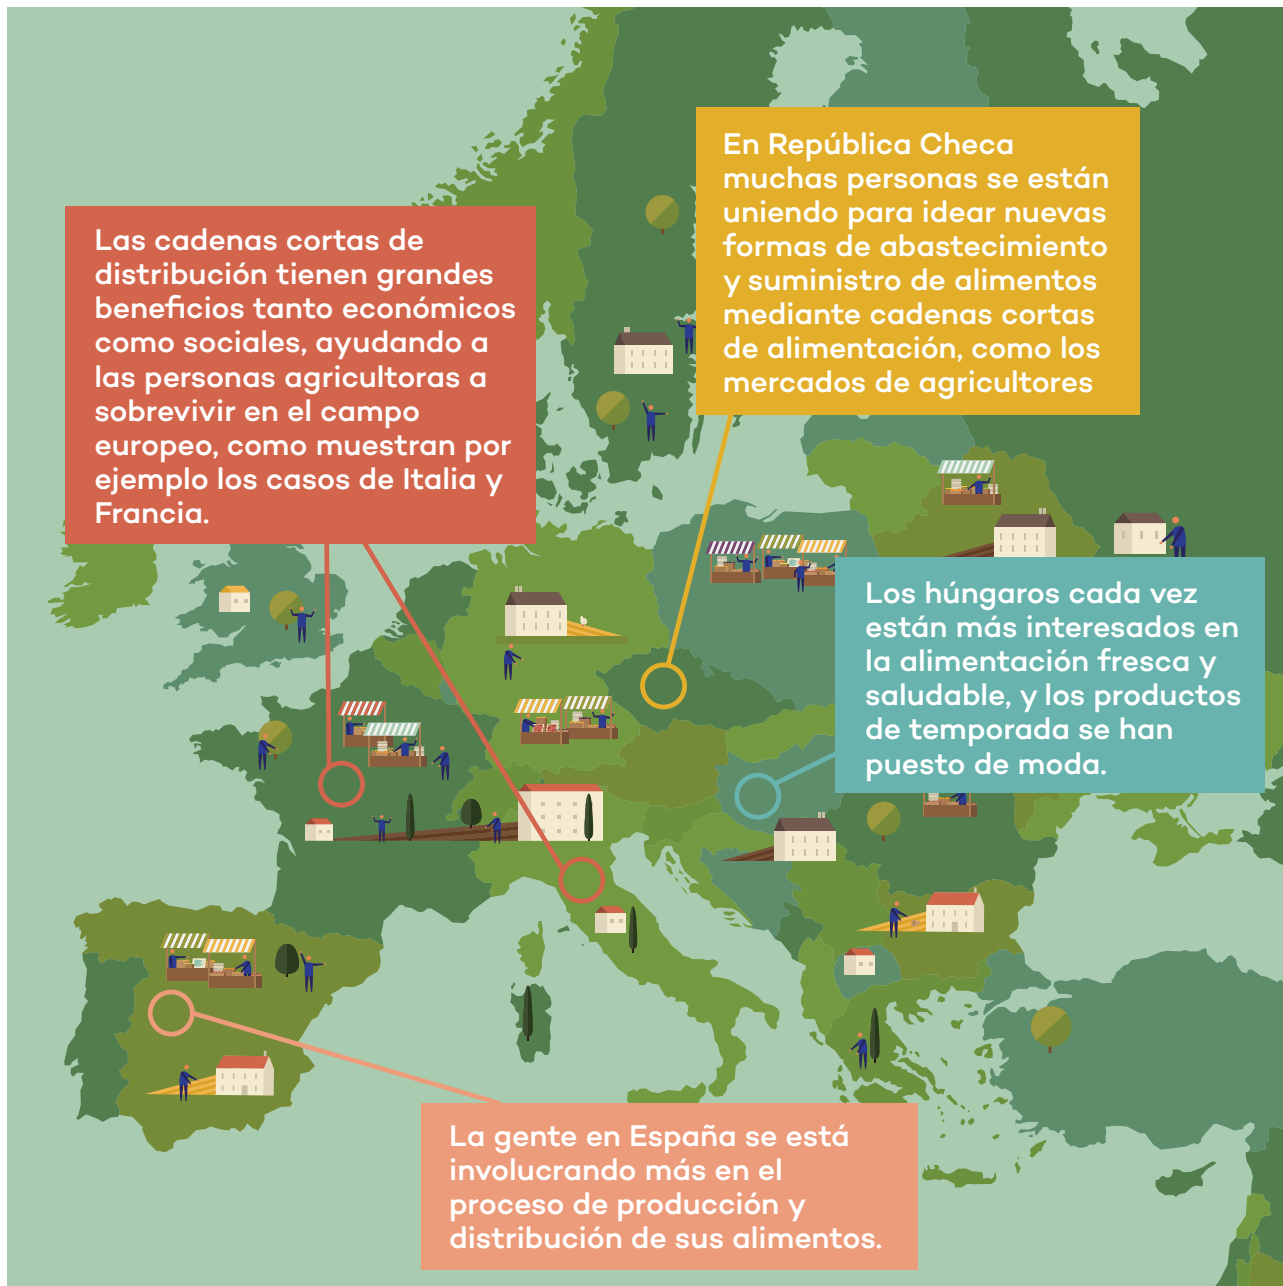 En República Checa
muchas personas se están
uniendo para idear nuevas
formas de abastecimiento
y suministro de alimentos
mediante cadenas cortas
de alimentación, como los
mercados de agricultores
Las cadenas cortas de
distribución tienen grandes
beneficios tanto económicos
como sociales, ayudando a
las personas agricultoras a
sobrevivir en el campo
europeo, como muestran por
ejemplo los casos de Italia y
Francia.
Los húngaros cada vez
están más interesados en
la alimentación fresca y
saludable, y los productos
de temporada se han
puesto de moda.
La gente en España se está
involucrando más en el
proceso de producción y
distribución de sus alimentos.